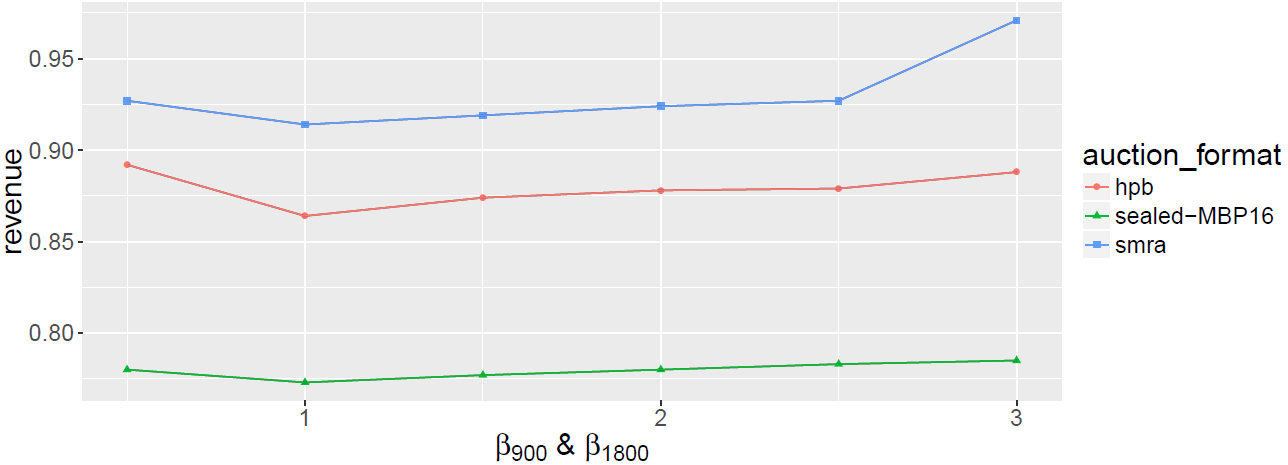 revenue
0.95
0.90
0.85
0.80
1 2 3
β900 & β1800
auction_format
hpb
sealed−MBP16
smra